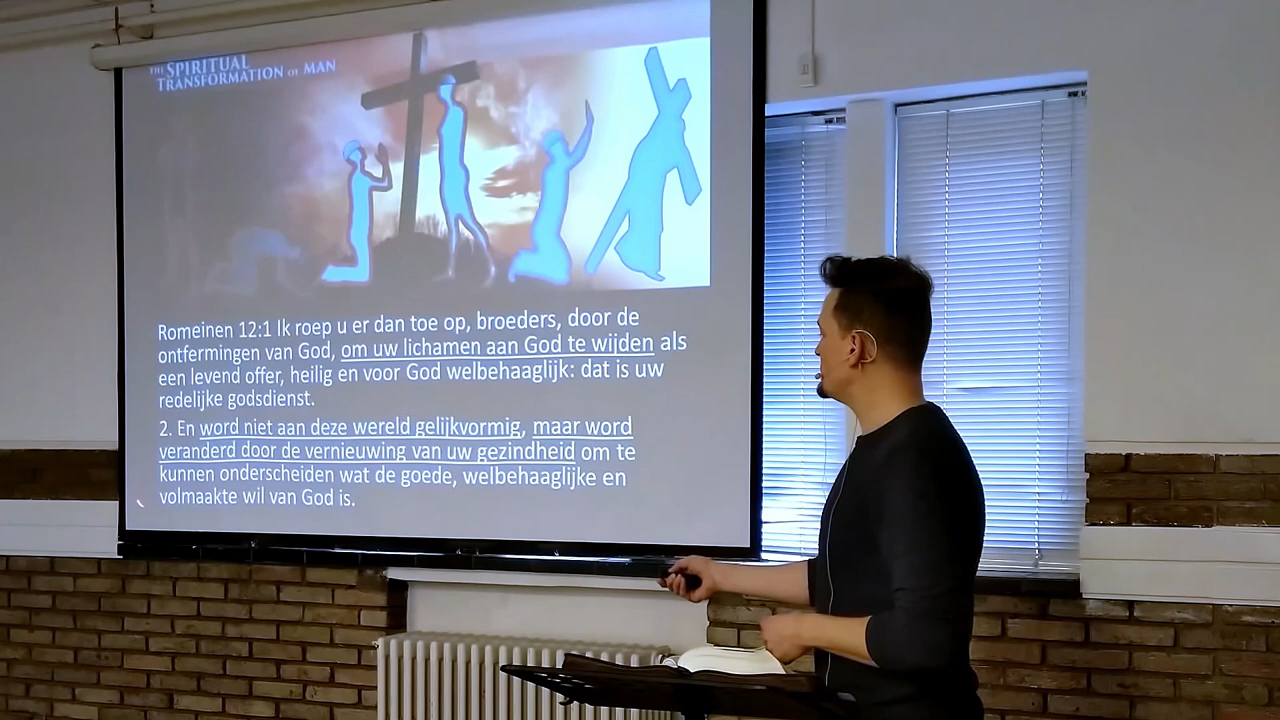 THE SPIRITUAL
TRANSFORMATION OF MAN
Romeinen 12:1 Ik roep u er dan toe op, broeders, door de
ontfermingen van God, om uw lichamen aan God te wijden als
een levend offer, heilig en voor God welbehaaglijk: dat is uw
redelijke godsdienst.
2. En word niet aan deze wereld gelijkvormig, maar word
veranderd door de vernieuwing van uw gezindheid om te
kunnen onderscheiden wat de goede, welbehaaglijke en
volmaakte wil van God is.